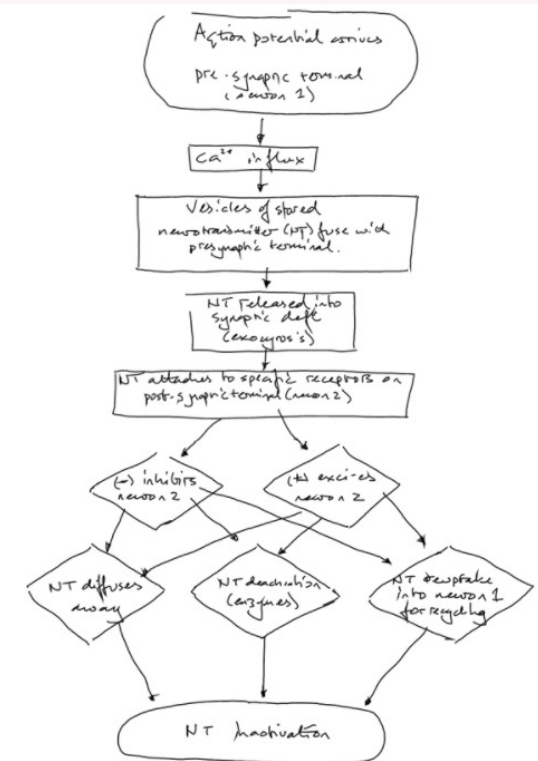 Action potential arrives
pre-synaptic terminal
(neuron 1)
Ca²⁺ influx
Vesicles of stored
neurotransmitter (NT) fuse with
presynaptic terminal.
NT released into
synaptic cleft
(exocytosis)
NT attaches to specific receptors on
post-synaptic terminal (neuron 2)
(-) inhibits
neuron 2
(+) excites
neuron 2
NT diffuses
away
NT deactivation
(enzymes)
NT reuptake
into neuron 1
for recycling
NT Inactivation